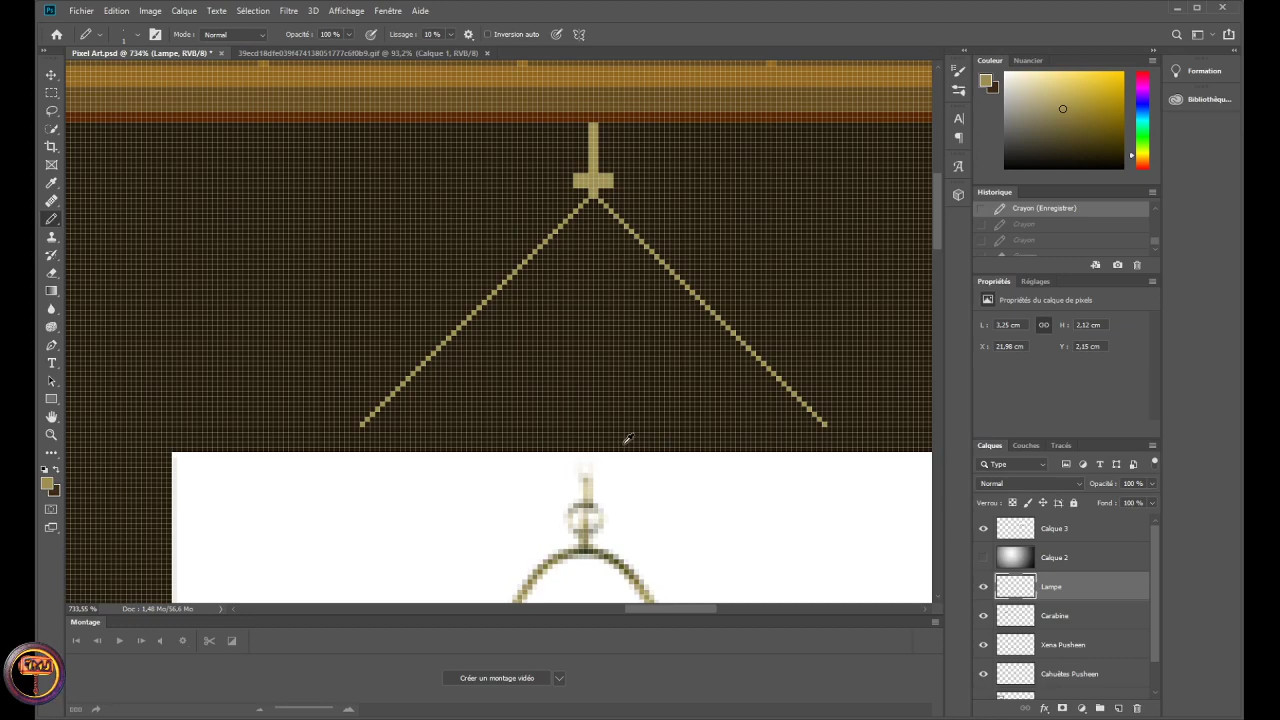 Ps Fichier Edition Image Calque Texte Sélection Filtre 3D Affichage Fenêtre Aide
Mode : Normal Opacité : 100 % Lissage : 10 % Inversion auto
Pixel Art.psd @ 734% (Lampe, RVB/8) * × 39ecd18dfe039f474138051777c6f0b9.gif @ 93,2% (Calque 1, RVB/8) ×
Couleur Nuancier
Formation
Bibliothèqu...
Historique
Crayon (Enregistrer)
Crayon
Crayon
Propriétés Réglages
Propriétés du calque de pixels
L : 3,25 cm H : 2,12 cm
X : 21,98 cm Y : 2,15 cm
Calques Couches Tracés
Type
Normal Opacité : 100 %
Verrou : Fond : 100 %
Calque 3
Calque 2
Lampe
Carabine
Xena Pusheen
Cahuètes Pusheen
733,55 % Doc : 1,48 Mo/56,6 Mo
Montage
Créer un montage vidéo